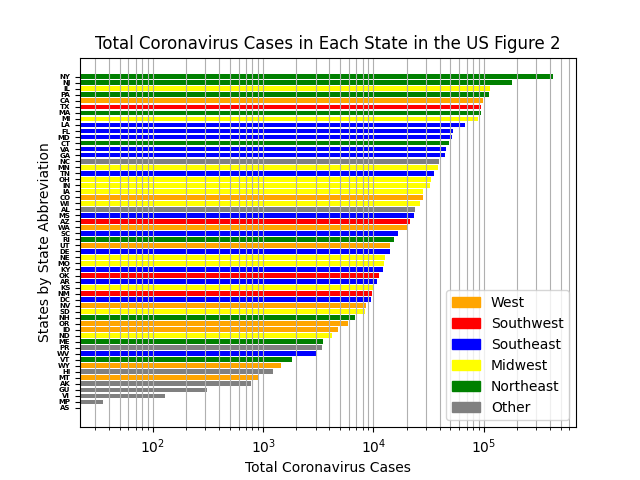 Total Coronavirus Cases in Each State in the US Figure 2
States by State Abbreviation
NY
NJ
IL
PA
CA
TX
MA
MI
LA
FL
MD
CT
VA
GA
NC
MN
TN
OH
IN
IA
CO
WI
AL
MS
AZ
WA
SC
RI
UT
DE
NE
MO
KY
OK
AR
KS
NM
DC
NV
SD
NH
OR
ID
ND
ME
PR
WV
VT
WY
HI
MT
AK
GU
VI
MP
AS
West
Southwest
Southeast
Midwest
Northeast
Other
10² 10³ 10⁴ 10⁵
Total Coronavirus Cases